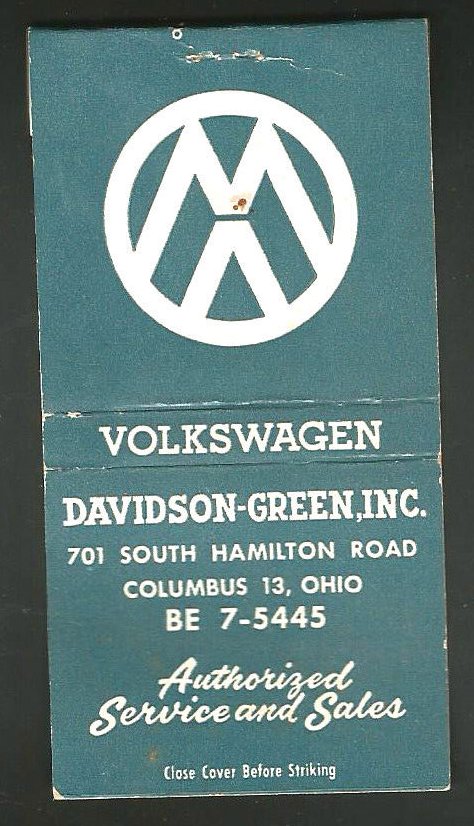 VOLKSWAGEN
DAVIDSON-GREEN, INC.
701 SOUTH HAMILTON ROAD
COLUMBUS 13, OHIO
BE 7-5445
Authorized
Service and Sales
Close Cover Before Striking